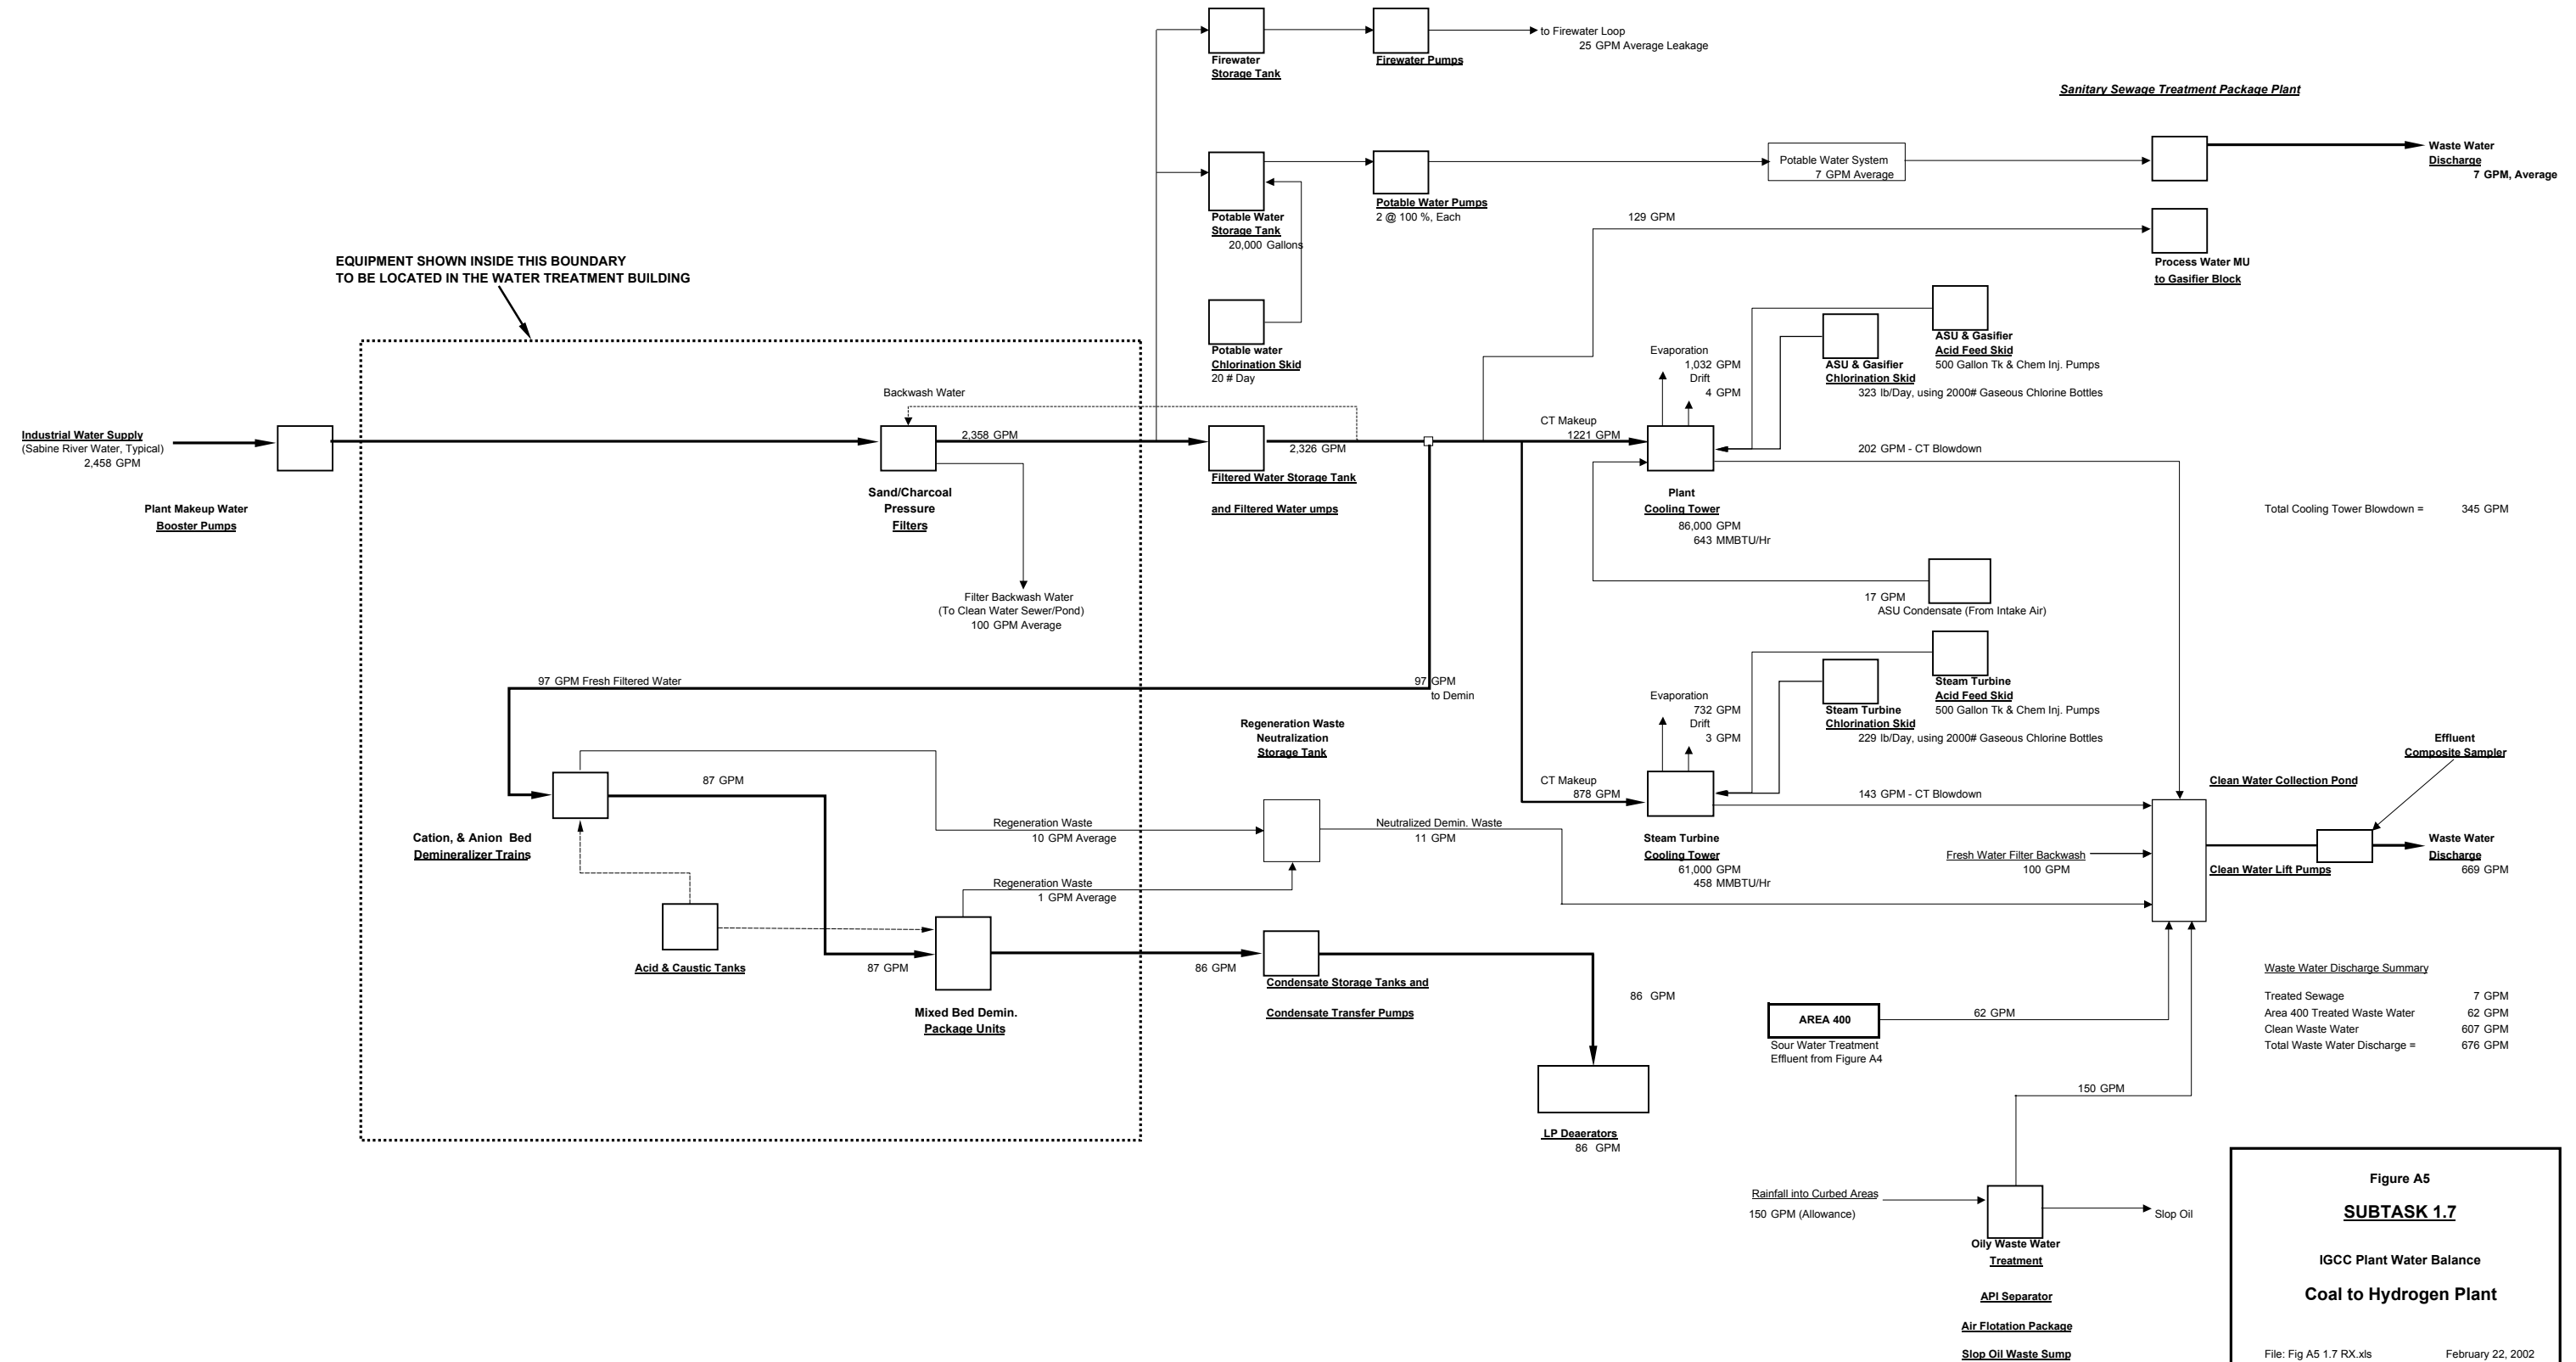 to Firewater Loop
25 GPM Average Leakage
Firewater
Storage Tank
Firewater Pumps
Sanitary Sewage Treatment Package Plant
Potable Water System
7 GPM Average
Waste Water
Discharge
7 GPM, Average
Potable Water
Storage Tank
20,000 Gallons
Potable Water Pumps
2 @ 100 %, Each
129 GPM
Process Water MU
to Gasifier Block
EQUIPMENT SHOWN INSIDE THIS BOUNDARY
TO BE LOCATED IN THE WATER TREATMENT BUILDING
Potable water
Chlorination Skid
20 # Day
Evaporation
1,032 GPM
Drift
4 GPM
ASU & Gasifier
Acid Feed Skid
500 Gallon Tk & Chem Inj. Pumps
ASU & Gasifier
Chlorination Skid
323 lb/Day, using 2000# Gaseous Chlorine Bottles
Backwash Water
Industrial Water Supply
(Sabine River Water, Typical)
2,458 GPM
2,358 GPM
2,326 GPM
CT Makeup
1221 GPM
202 GPM - CT Blowdown
Plant Makeup Water
Booster Pumps
Sand/Charcoal
Pressure
Filters
Filtered Water Storage Tank
and Filtered Water umps
Plant
Cooling Tower
86,000 GPM
643 MMBTU/Hr
Total Cooling Tower Blowdown = 345 GPM
Filter Backwash Water
(To Clean Water Sewer/Pond)
100 GPM Average
17 GPM
ASU Condensate (From Intake Air)
97 GPM Fresh Filtered Water
97 GPM
to Demin
Regeneration Waste
Neutralization
Storage Tank
Evaporation
732 GPM
Drift
3 GPM
Steam Turbine
Acid Feed Skid
500 Gallon Tk & Chem Inj. Pumps
Steam Turbine
Chlorination Skid
229 lb/Day, using 2000# Gaseous Chlorine Bottles
Effluent
Composite Sampler
87 GPM
CT Makeup
878 GPM
143 GPM - CT Blowdown
Clean Water Collection Pond
Cation, & Anion Bed
Demineralizer Trains
Regeneration Waste
10 GPM Average
Neutralized Demin. Waste
11 GPM
Steam Turbine
Cooling Tower
61,000 GPM
458 MMBTU/Hr
Fresh Water Filter Backwash
100 GPM
Clean Water Lift Pumps
Waste Water
Discharge
669 GPM
Regeneration Waste
1 GPM Average
Acid & Caustic Tanks
87 GPM
86 GPM
Mixed Bed Demin.
Package Units
Condensate Storage Tanks and
Condensate Transfer Pumps
86 GPM
AREA 400
62 GPM
Sour Water Treatment
Effluent from Figure A4
Waste Water Discharge Summary
Treated Sewage 7 GPM
Area 400 Treated Waste Water 62 GPM
Clean Waste Water 607 GPM
Total Waste Water Discharge = 676 GPM
LP Deaerators
86 GPM
150 GPM
Rainfall into Curbed Areas
150 GPM (Allowance)
Slop Oil
Oily Waste Water
Treatment
API Separator
Air Flotation Package
Slop Oil Waste Sump
Figure A5
SUBTASK 1.7
IGCC Plant Water Balance
Coal to Hydrogen Plant
File: Fig A5 1.7 RX.xls February 22, 2002